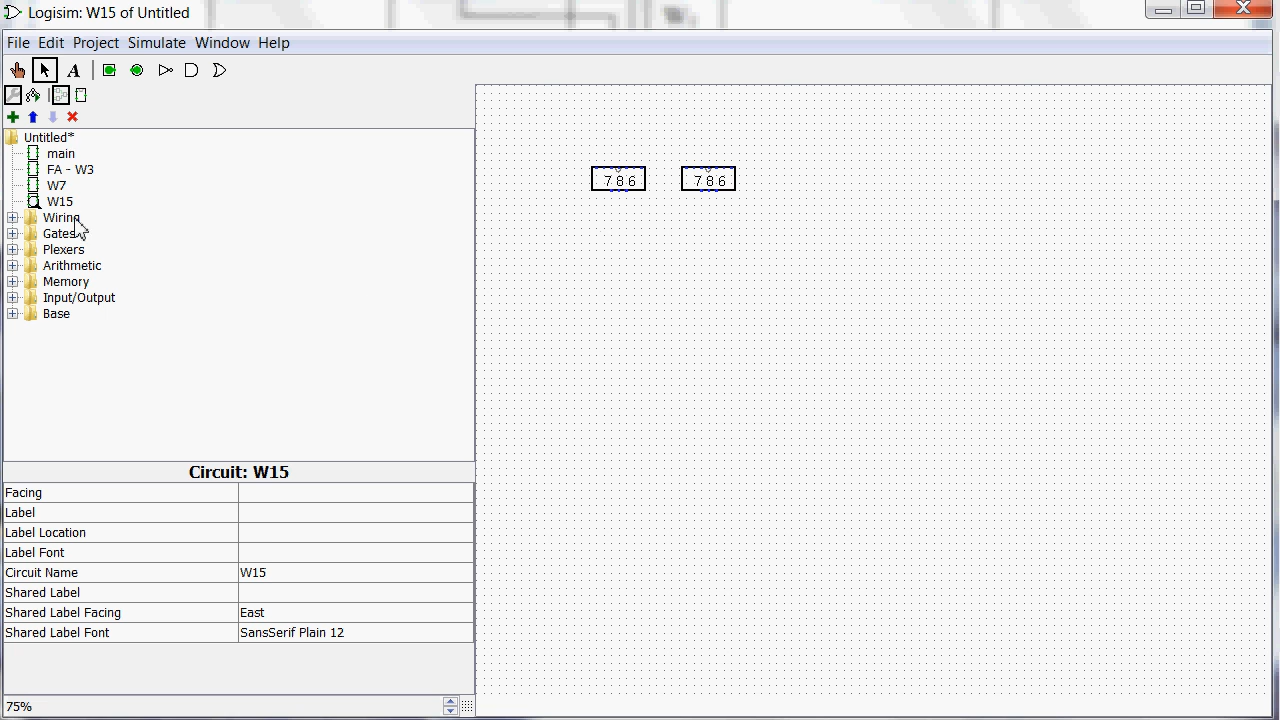 Logisim: W15 of Untitled
File Edit Project Simulate Window Help
A
Untitled*
main
FA - W3
W7
W15
Wiring
Gates
Plexers
Arithmetic
Memory
Input/Output
Base
786 786
Circuit: W15
Facing
Label
Label Location
Label Font
Circuit Name W15
Shared Label
Shared Label Facing East
Shared Label Font SansSerif Plain 12
75%